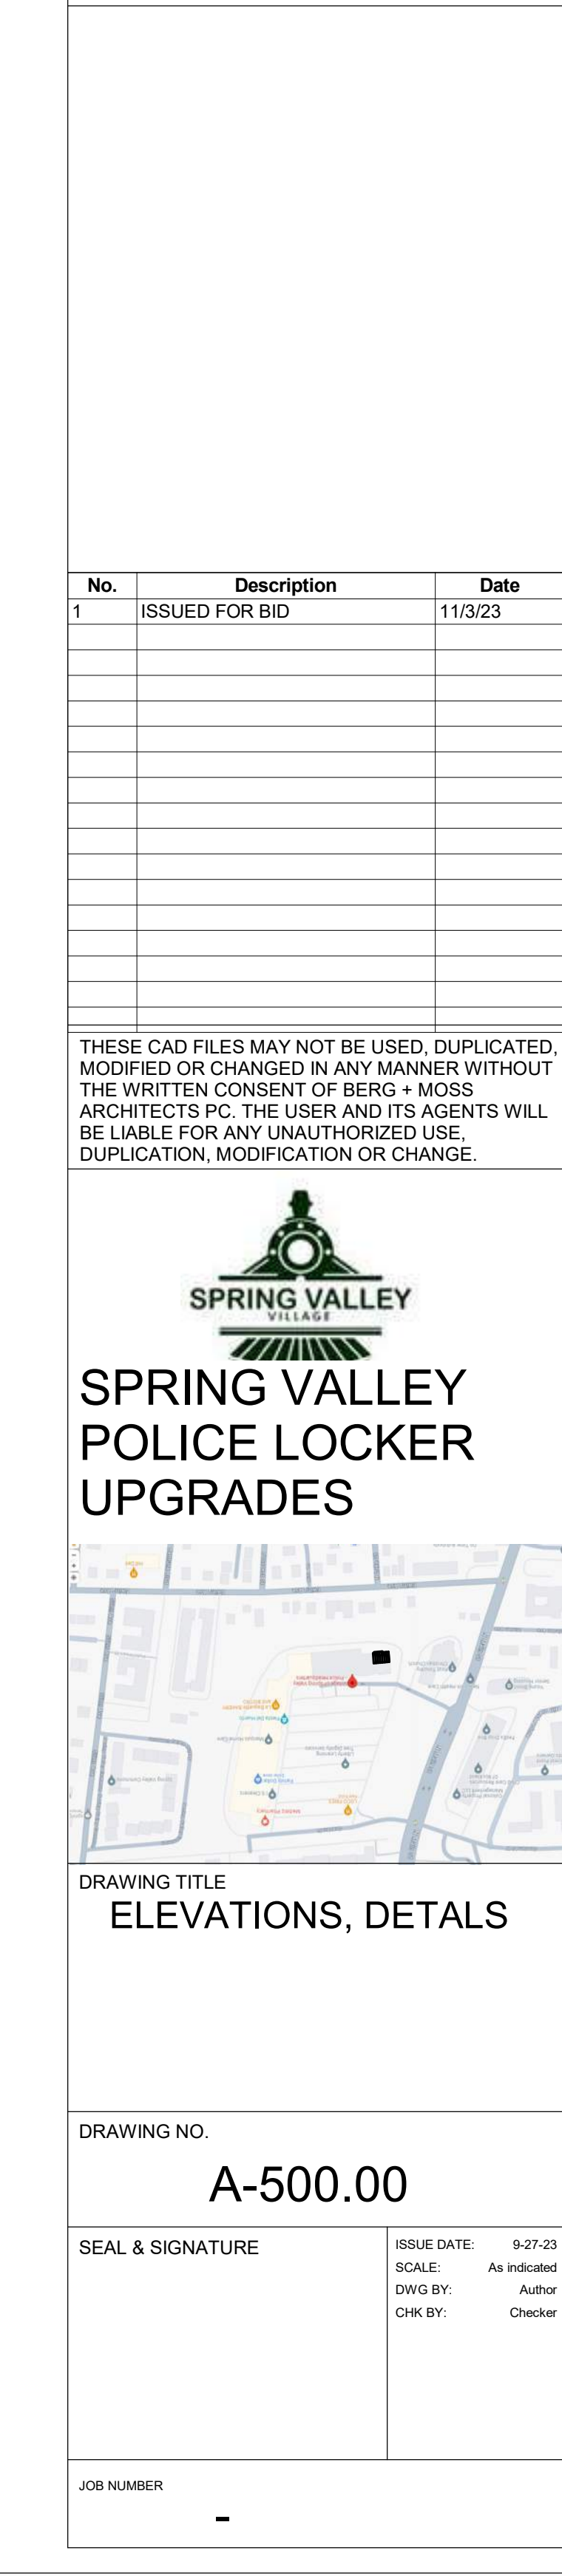 No. Description Date
1 ISSUED FOR BID 11/3/23
THESE CAD FILES MAY NOT BE USED, DUPLICATED,
MODIFIED OR CHANGED IN ANY MANNER WITHOUT
THE WRITTEN CONSENT OF BERG + MOSS
ARCHITECTS PC. THE USER AND ITS AGENTS WILL
BE LIABLE FOR ANY UNAUTHORIZED USE,
DUPLICATION, MODIFICATION OR CHANGE.
SPRING VALLEY
VILLAGE
SPRING VALLEY
POLICE LOCKER
UPGRADES
DRAWING TITLE
ELEVATIONS, DETALS
DRAWING NO.
A-500.00
SEAL & SIGNATURE
ISSUE DATE: 9-27-23
SCALE: As indicated
DWG BY: Author
CHK BY: Checker
JOB NUMBER
-